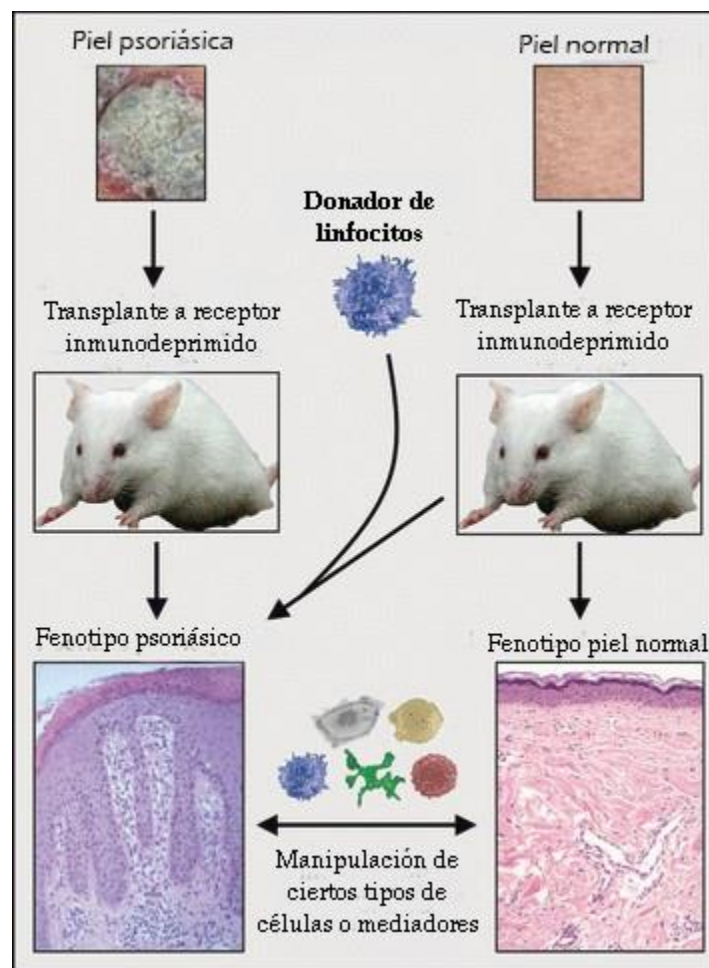 Piel psoriásica
Piel normal
Donador de
linfocitos
Transplante a receptor
inmunodeprimido
Transplante a receptor
inmunodeprimido
Fenotipo psoriásico
Fenotipo piel normal
Manipulación de
ciertos tipos de
células o mediadores